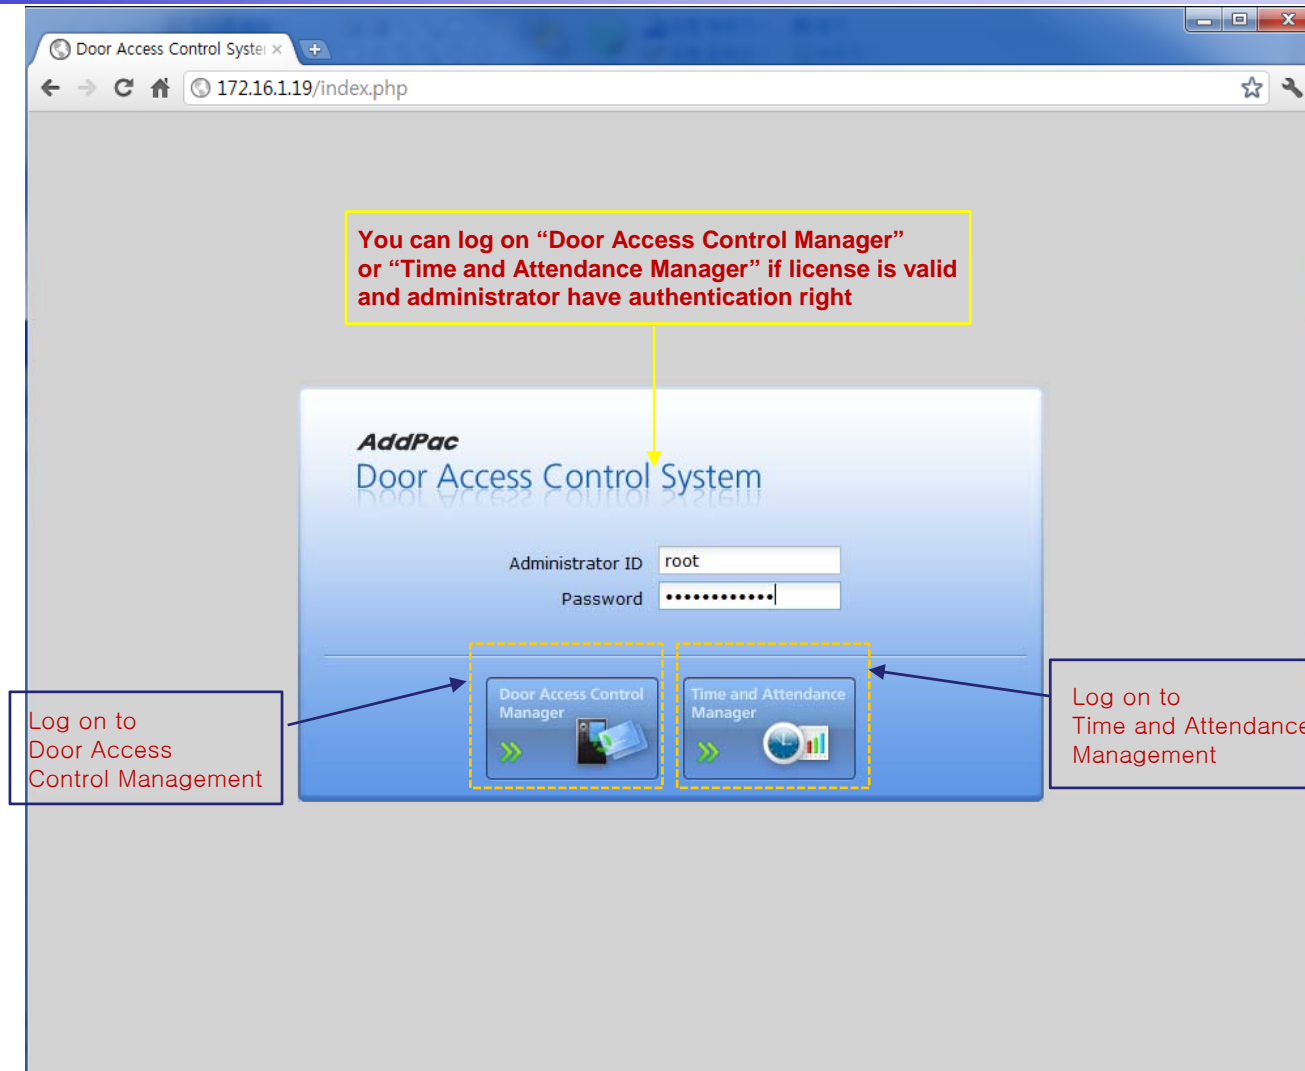 Door Access Control Syste
172.16.1.19/index.php
You can log on “Door Access Control Manager”
or “Time and Attendance Manager” if license is valid
and administrator have authentication right
AddPac
Door Access Control System
Administrator ID root
Password ••••••••••••
Door Access Control
Manager
Time and Attendance
Manager
Log on to
Door Access
Control Management
Log on to
Time and Attendance
Management